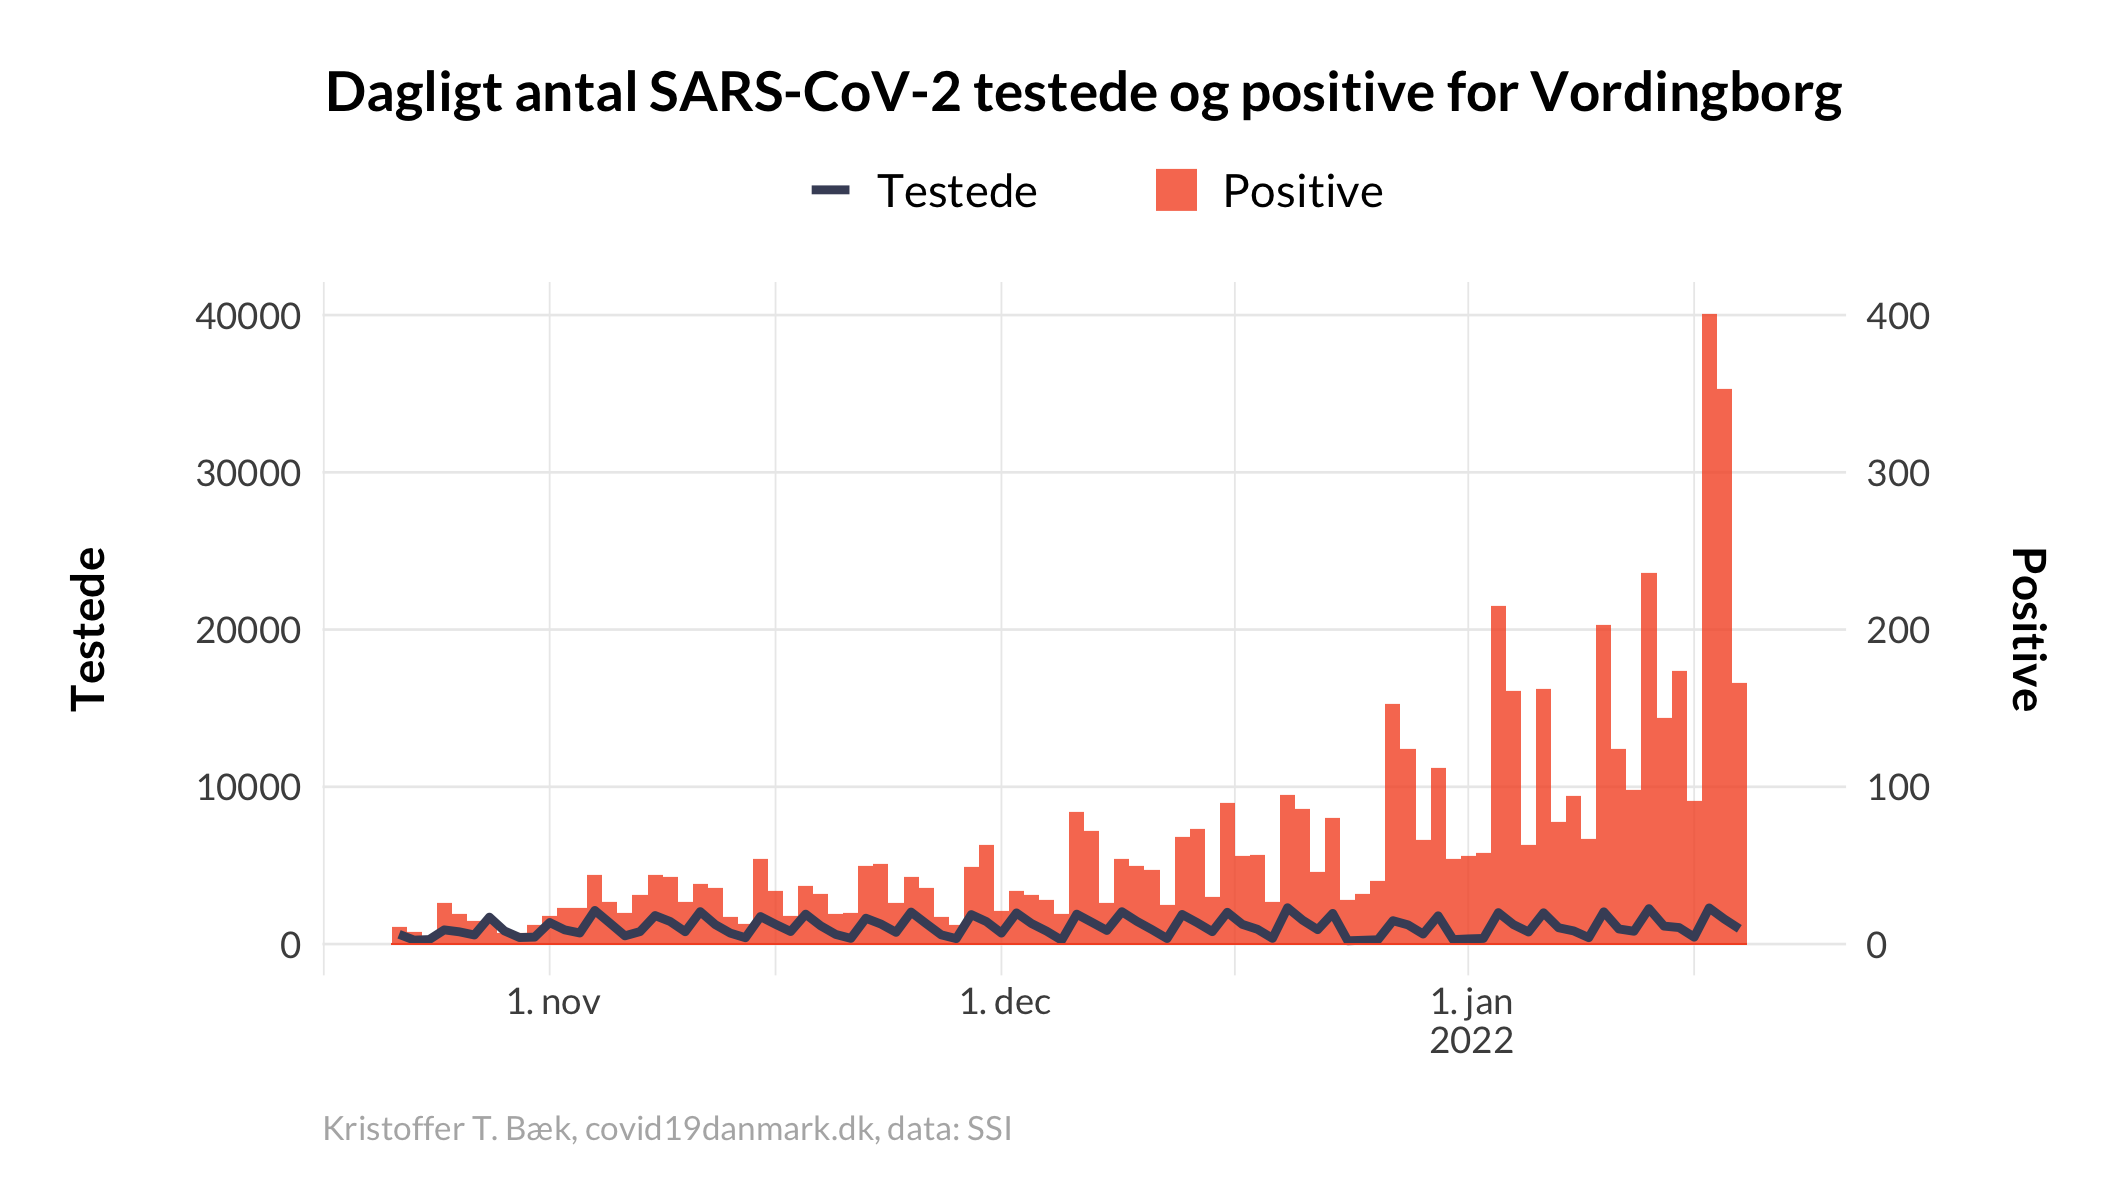 Dagligt antal SARS-CoV-2 testede og positive for Vordingborg
Testede Positive
40000 400
30000 300
20000 200
10000 100
0 0
Testede
Positive
1. nov 1. dec 1. jan
2022
Kristoffer T. Bæk, covid19danmark.dk, data: SSI